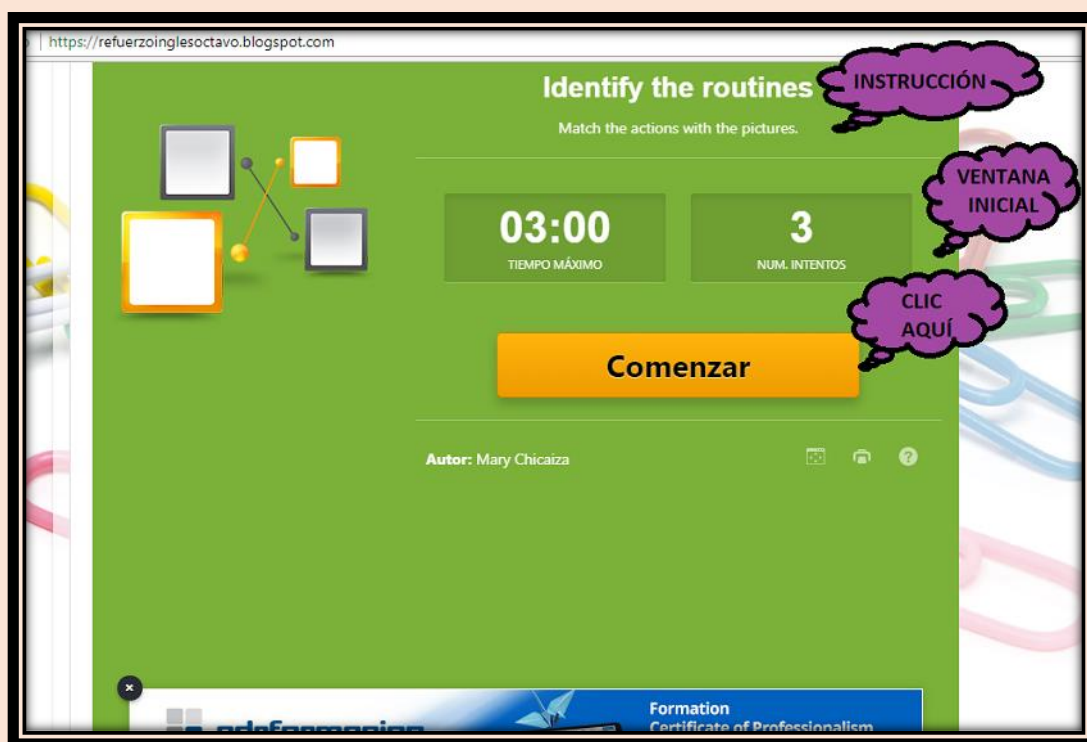 https://refuerzoinglesoctavo.blogspot.com
Identify the routines
INSTRUCCIÓN
Match the actions with the pictures.
VENTANA
INICIAL
03:00
TIEMPO MÁXIMO
3
NUM. INTENTOS
CLIC
AQUÍ
Comenzar
Autor: Mary Chicaiza
?
×
Formation
Certificate of Professionalism